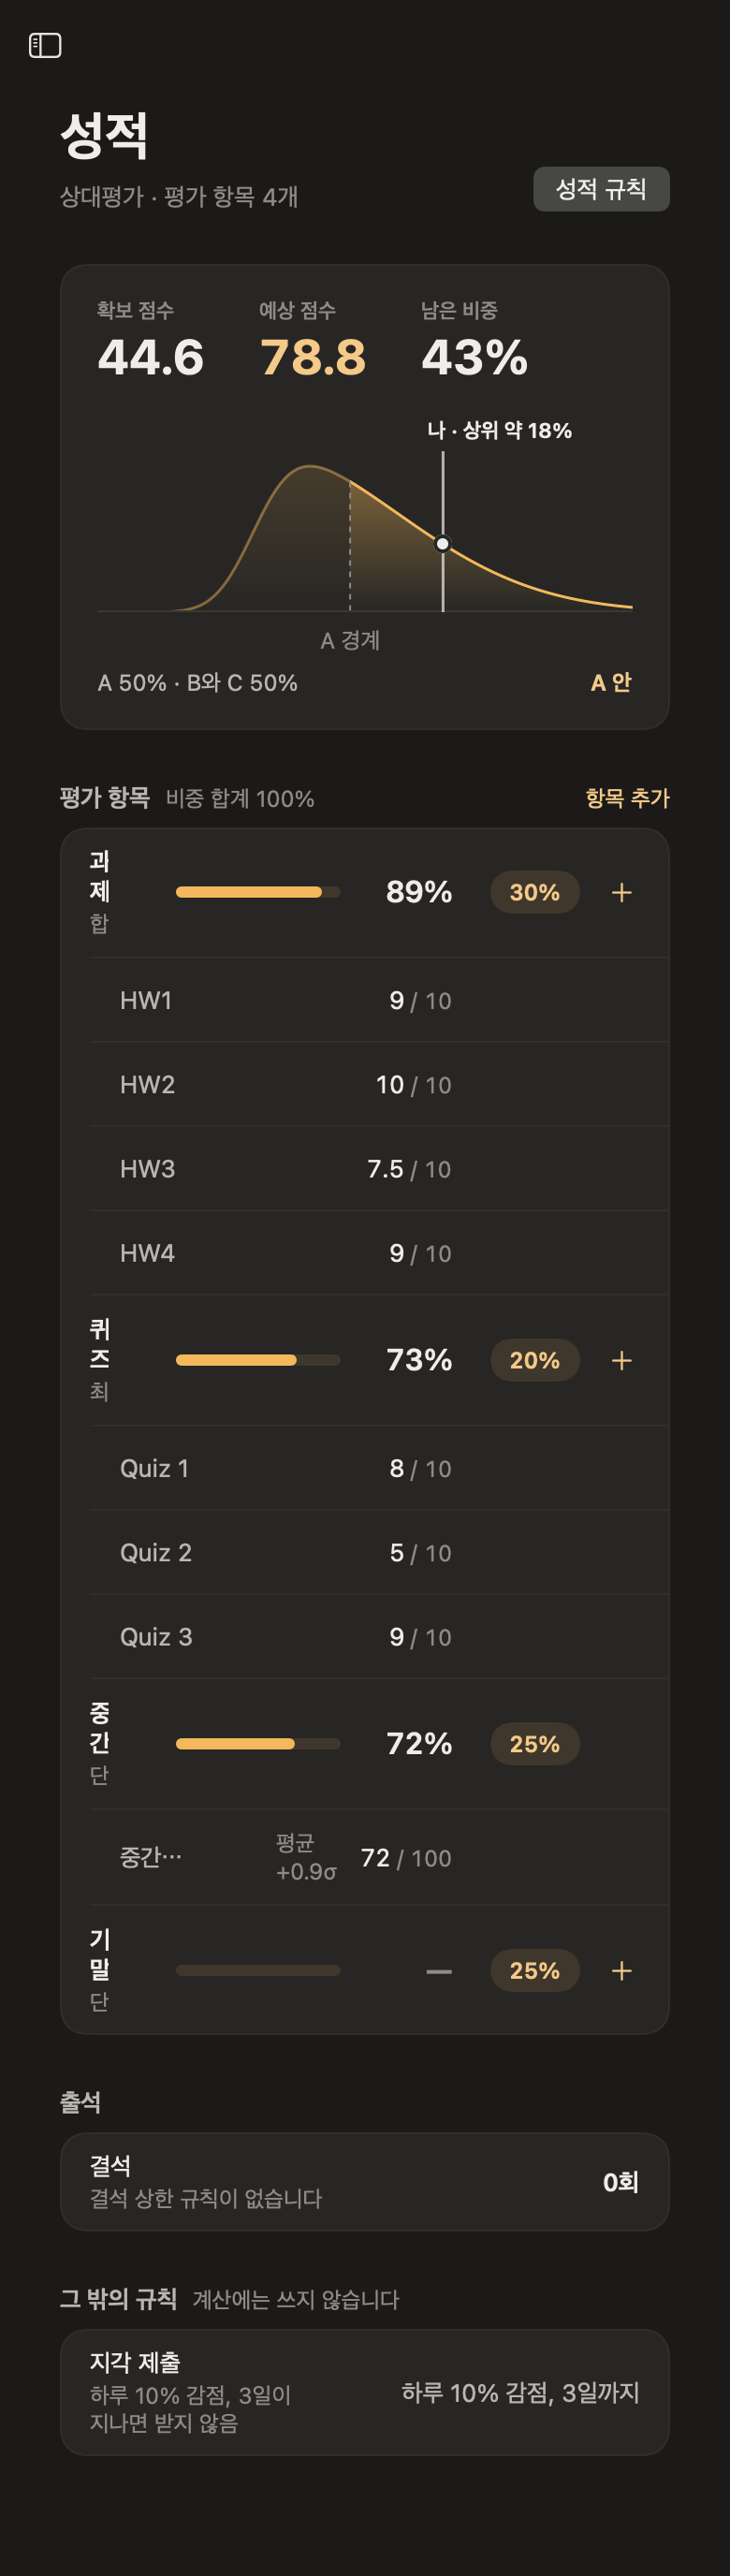 성적
상대평가 · 평가 항목 4개
성적 규칙
확보 점수
예상 점수
남은 비중
44.6
78.8
43%
나 · 상위 약 18%
A 경계
A 50% · B와 C 50%
A 안
평가 항목
비중 합계 100%
항목 추가
과
제
합
89%
30%
HW1
9 / 10
HW2
10 / 10
HW3
7.5 / 10
HW4
9 / 10
퀴
즈
최
73%
20%
Quiz 1
8 / 10
Quiz 2
5 / 10
Quiz 3
9 / 10
중
간
단
72%
25%
중간…
평균
+0.9σ
72 / 100
기
말
단
—
25%
출석
결석
결석 상한 규칙이 없습니다
0회
그 밖의 규칙
계산에는 쓰지 않습니다
지각 제출
하루 10% 감점, 3일이
지나면 받지 않음
하루 10% 감점, 3일까지